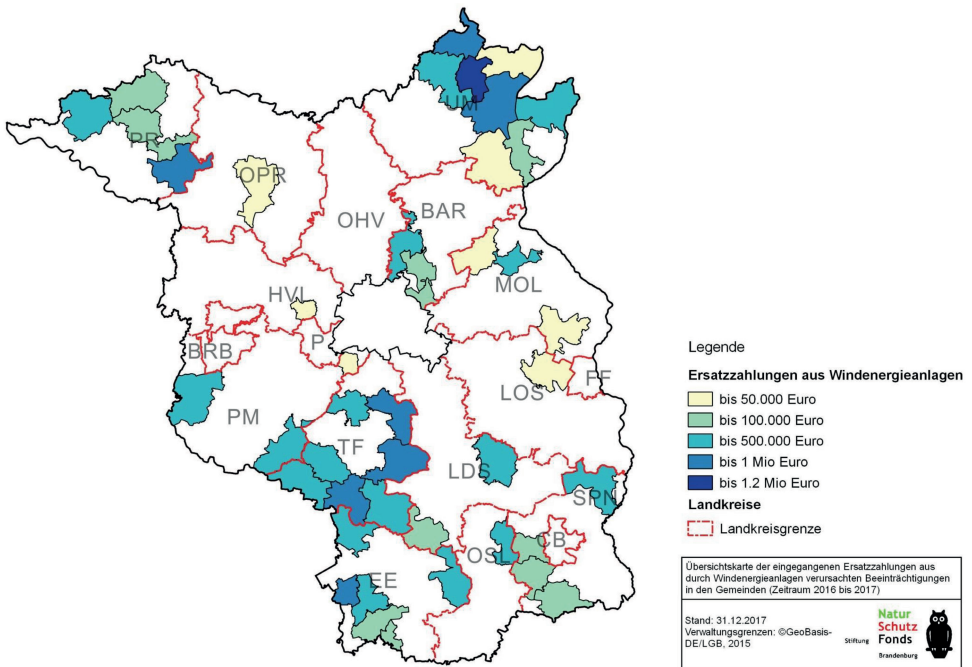 UM
PR
OPR
OHV
BAR
MOL
HVL
P
BRB
LOS
FF
PM
TF
LDS
SPN
CB
OSL
EE
Legende
Ersatzzahlungen aus Windenergieanlagen
bis 50.000 Euro
bis 100.000 Euro
bis 500.000 Euro
bis 1 Mio Euro
bis 1.2 Mio Euro
Landkreise
Landkreisgrenze
Übersichtskarte der eingegangenen Ersatzzahlungen aus
durch Windenergieanlagen verursachten Beeinträchtigungen
in den Gemeinden (Zeitraum 2016 bis 2017)
Stand: 31.12.2017
Verwaltungsgrenzen: ©GeoBasis-
DE/LGB, 2015
Natur
Schutz
Stiftung Fonds
Brandenburg